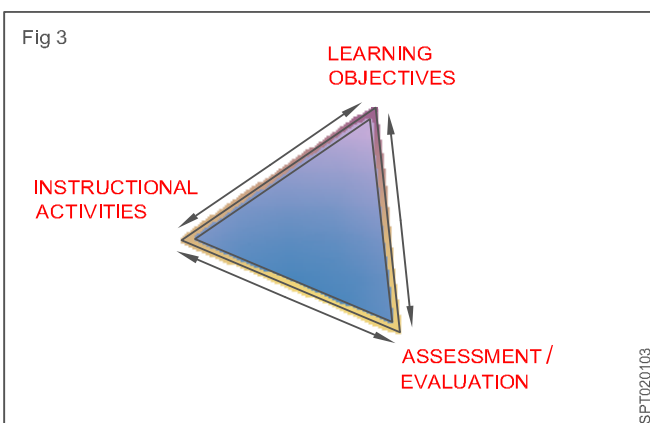 Fig 3
LEARNING
OBJECTIVES
INSTRUCTIONAL
ACTIVITIES
ASSESSMENT /
EVALUATION
SPT020103